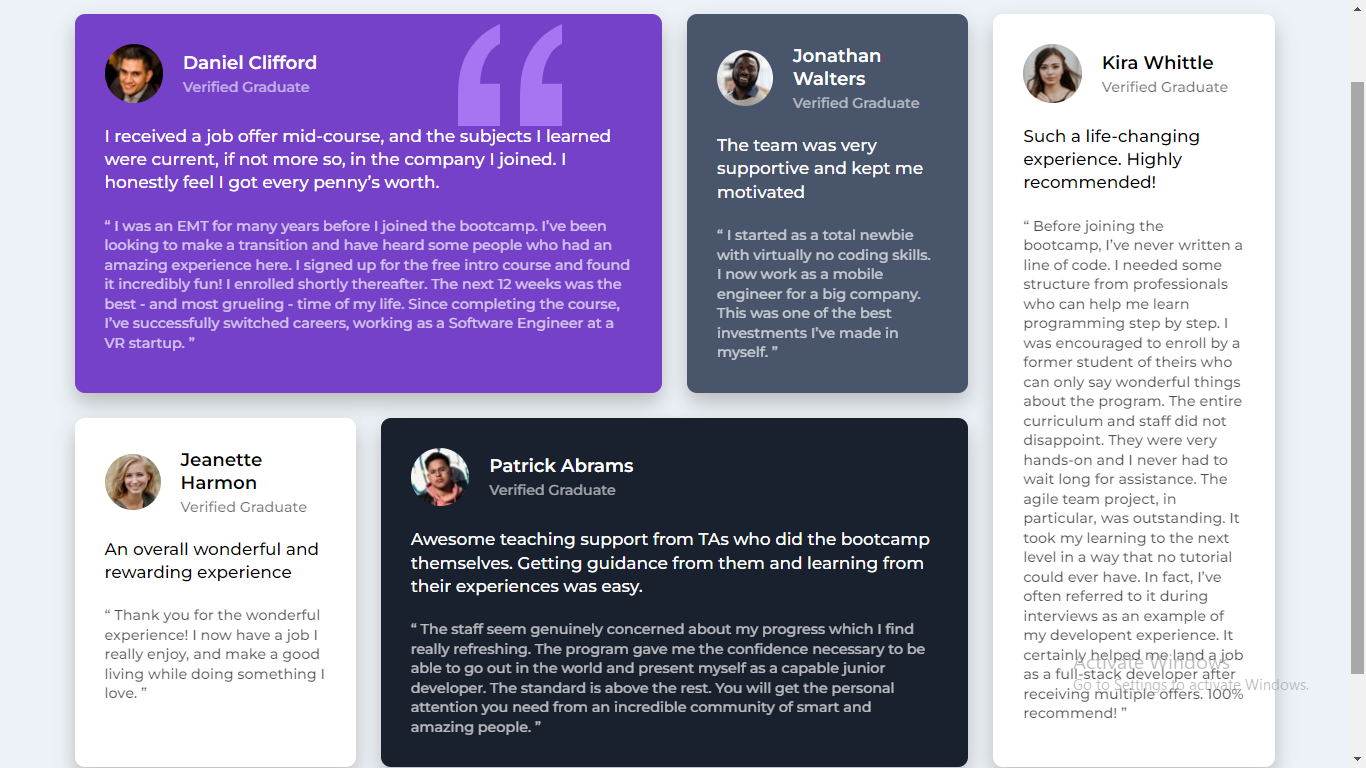 Daniel Clifford
Verified Graduate
I received a job offer mid-course, and the subjects I learned
were current, if not more so, in the company I joined. I
honestly feel I got every penny’s worth.
“ I was an EMT for many years before I joined the bootcamp. I’ve been
looking to make a transition and have heard some people who had an
amazing experience here. I signed up for the free intro course and found
it incredibly fun! I enrolled shortly thereafter. The next 12 weeks was the
best - and most grueling - time of my life. Since completing the course,
I’ve successfully switched careers, working as a Software Engineer at a
VR startup. ”
Jonathan
Walters
Verified Graduate
The team was very
supportive and kept me
motivated
“ I started as a total newbie
with virtually no coding skills.
I now work as a mobile
engineer for a big company.
This was one of the best
investments I’ve made in
myself. ”
Kira Whittle
Verified Graduate
Such a life-changing
experience. Highly
recommended!
“ Before joining the
bootcamp, I’ve never written a
line of code. I needed some
structure from professionals
who can help me learn
programming step by step. I
was encouraged to enroll by a
former student of theirs who
can only say wonderful things
about the program. The entire
curriculum and staff did not
disappoint. They were very
hands-on and I never had to
wait long for assistance. The
agile team project, in
particular, was outstanding. It
took my learning to the next
level in a way that no tutorial
could ever have. In fact, I’ve
often referred to it during
interviews as an example of
my developent experience. It
certainly helped me land a job
as a full-stack developer after
receiving multiple offers. 100%
recommend! ”
Jeanette
Harmon
Verified Graduate
An overall wonderful and
rewarding experience
“ Thank you for the wonderful
experience! I now have a job I
really enjoy, and make a good
living while doing something I
love. ”
Patrick Abrams
Verified Graduate
Awesome teaching support from TAs who did the bootcamp
themselves. Getting guidance from them and learning from
their experiences was easy.
“ The staff seem genuinely concerned about my progress which I find
really refreshing. The program gave me the confidence necessary to be
able to go out in the world and present myself as a capable junior
developer. The standard is above the rest. You will get the personal
attention you need from an incredible community of smart and
amazing people. ”
Activate Windows
Go to Settings to activate Windows.